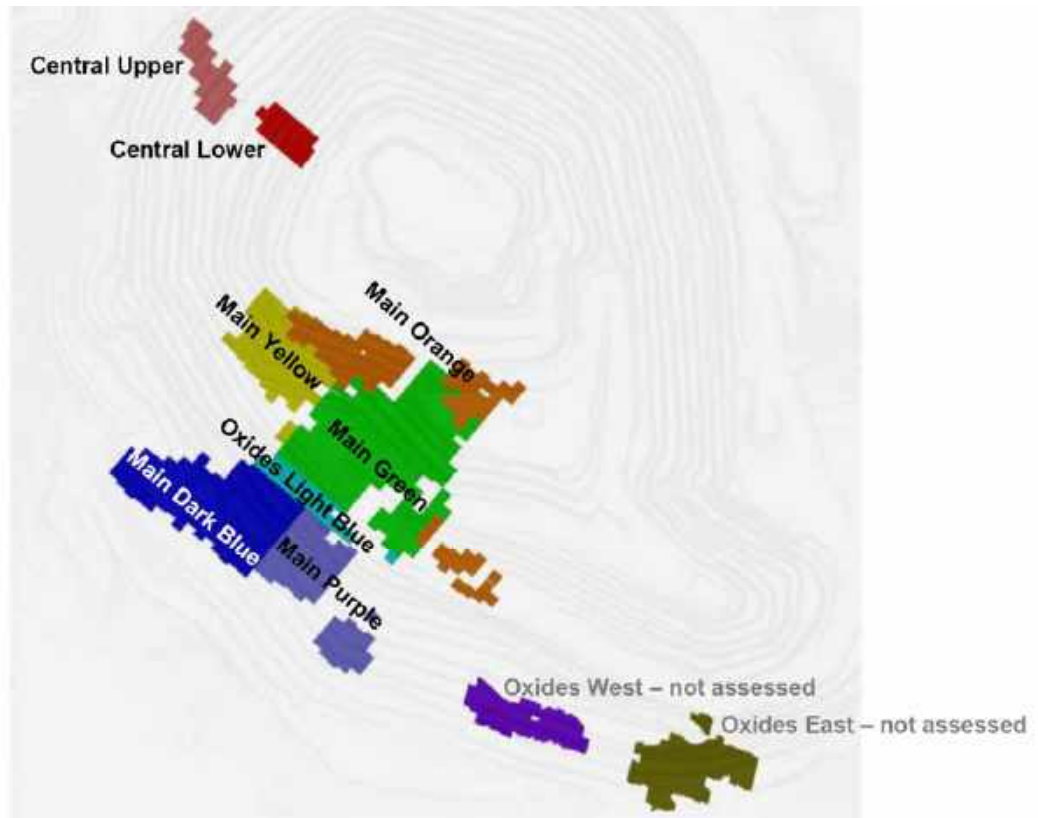 Central Upper
Central Lower
Main Orange
Main Yellow
Main Green
Oxides Light Blue
Main Dark Blue
Main Purple
Oxides West – not assessed
Oxides East – not assessed